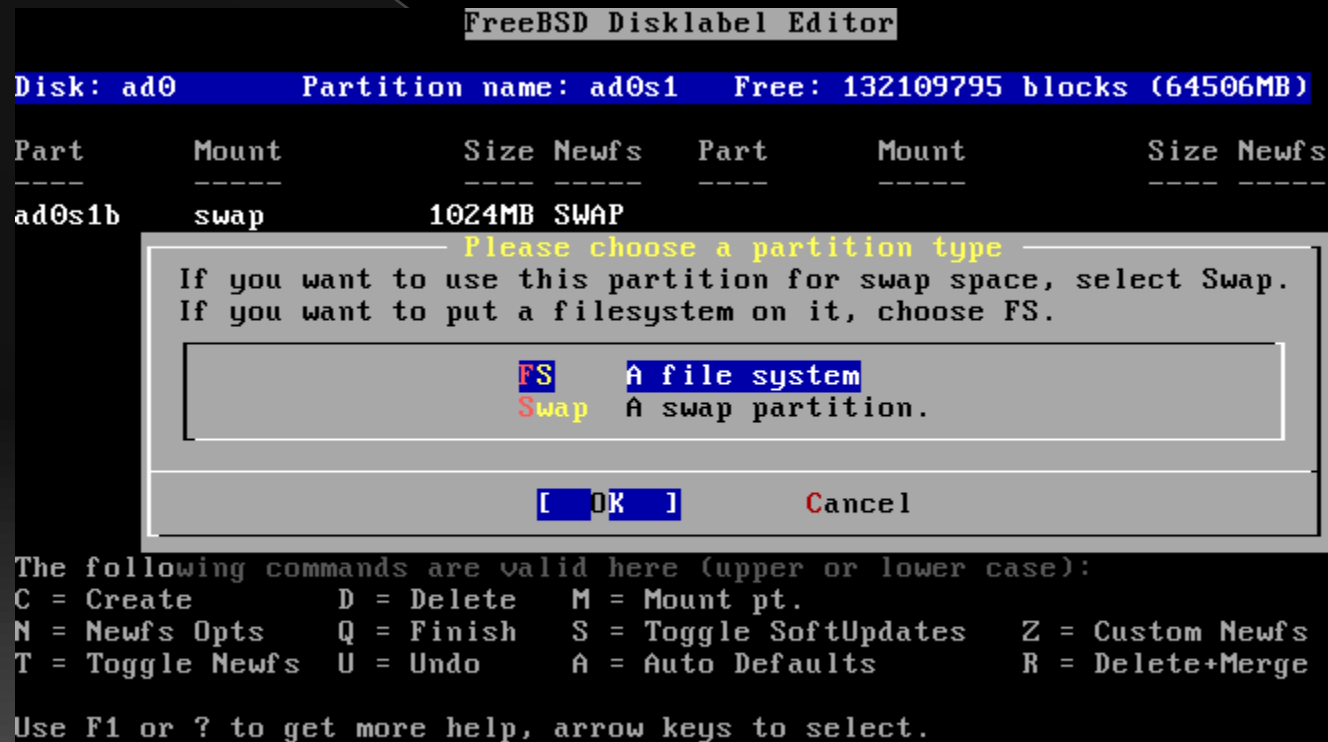 FreeBSD Disklabel Editor
Disk: ad0 Partition name: ad0s1 Free: 132109795 blocks (64506MB)
Part Mount Size Newfs Part Mount Size Newfs
---- ----- ---- ----- ---- ----- ---- -----
ad0s1b swap 1024MB SWAP
Please choose a partition type
If you want to use this partition for swap space, select Swap.
If you want to put a filesystem on it, choose FS.
FS A file system
Swap A swap partition.
[ OK ] Cancel
The following commands are valid here (upper or lower case):
C = Create D = Delete M = Mount pt.
N = Newfs Opts Q = Finish S = Toggle SoftUpdates Z = Custom Newfs
T = Toggle Newfs U = Undo A = Auto Defaults R = Delete+Merge
Use F1 or ? to get more help, arrow keys to select.